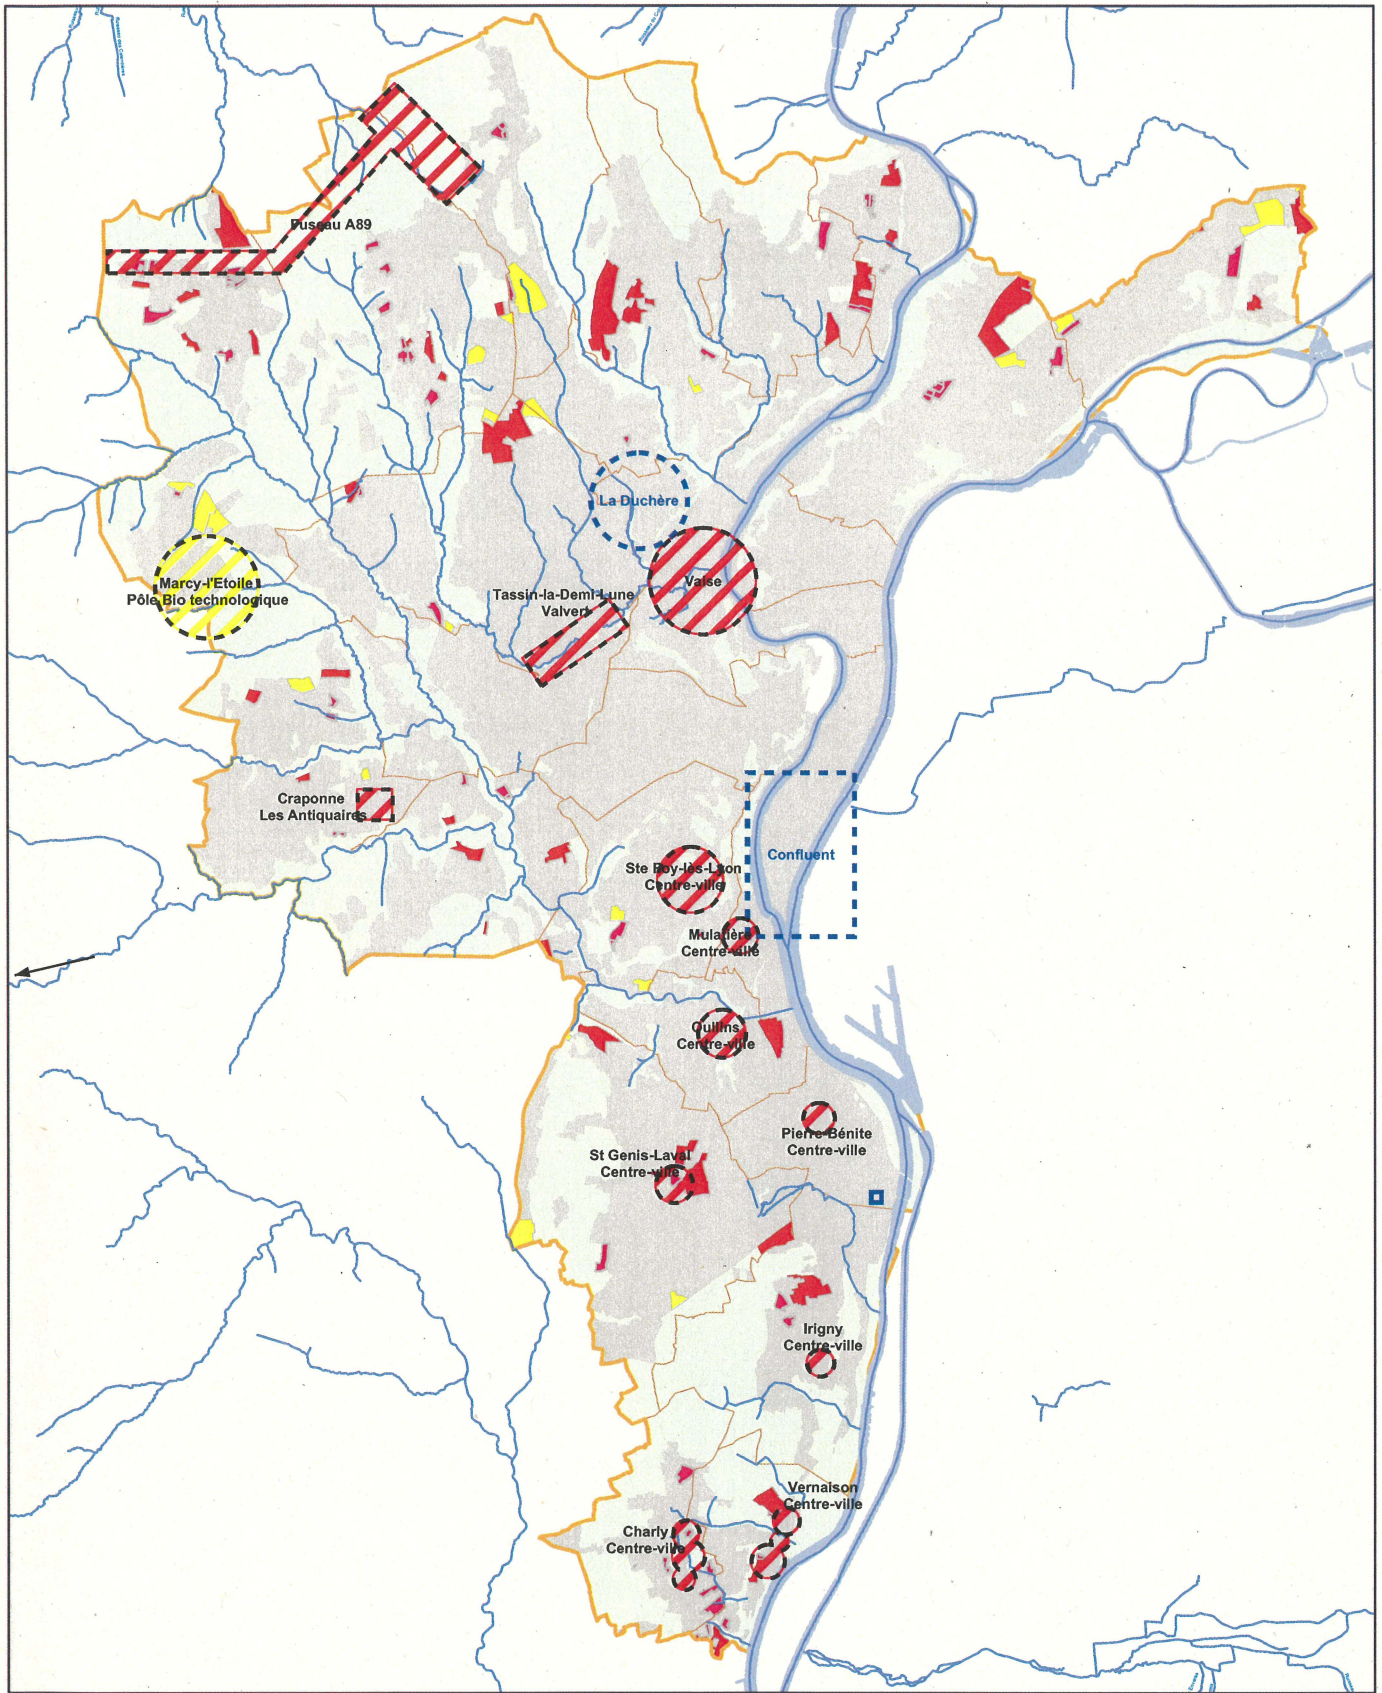 Fuseau A89
La Duchère
Vaise
Marcy-l'Etoile
Pôle Bio technologique
Tassin-la-Demi-Lune
Valvert
Craponne
Les Antiquaires
Confluent
Ste Foy-lès-Lyon
Centre-ville
Mulatière
Centre-ville
Oullins
Centre-ville
Pierre-Bénite
Centre-ville
St Genis-Laval
Centre-ville
Irigny
Centre-ville
Vernaison
Centre-ville
Charly
Centre-ville